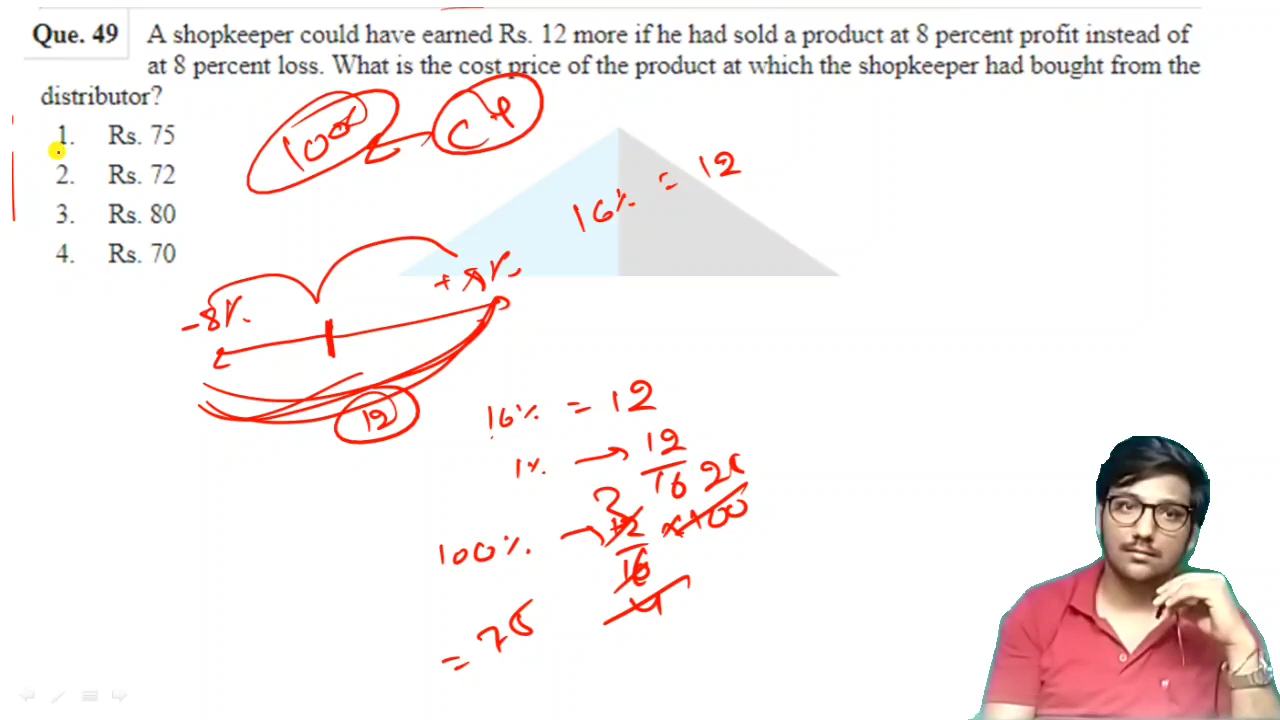 Que. 49 A shopkeeper could have earned Rs. 12 more if he had sold a product at 8 percent profit instead of
at 8 percent loss. What is the cost price of the product at which the shopkeeper had bought from the
distributor?
1. Rs. 75
2. Rs. 72
3. Rs. 80
4. Rs. 70
100% CP
16% = 12
-8% +8%
12
16% = 12
1% → 12/16
100% → 12/16 × 100
3 25
4
= 75